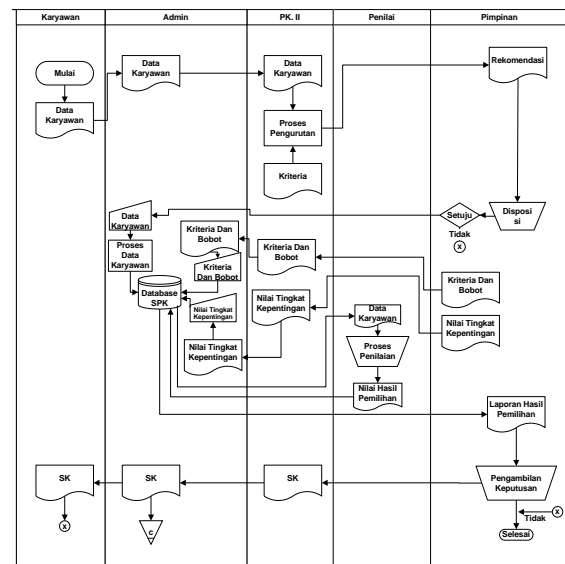 Karyawan
Admin
PK. II
Penilai
Pimpinan
Mulai
Data
Karyawan
Data
Karyawan
Data
Karyawan
Rekomendasi
Proses
Pengurutan
Kriteria
Data
Karyawan
Setuju
Disposi
si
Tidak
x
Proses
Data
Karyawan
Kriteria Dan
Bobot
Kriteria
Dan Bobot
Kriteria Dan
Bobot
Kriteria Dan
Bobot
Database
SPK
Nilai Tingkat
Kepentingan
Nilai Tingkat
Kepentingan
Nilai Tingkat
Kepentingan
Nilai Tingkat
Kepentingan
Data
Karyawan
Proses
Penilaian
Nilai Hasil
Pemilihan
Laporan Hasil
Pemilihan
SK
SK
SK
Pengambilan
Keputusan
x
c
Tidak
x
Selesai